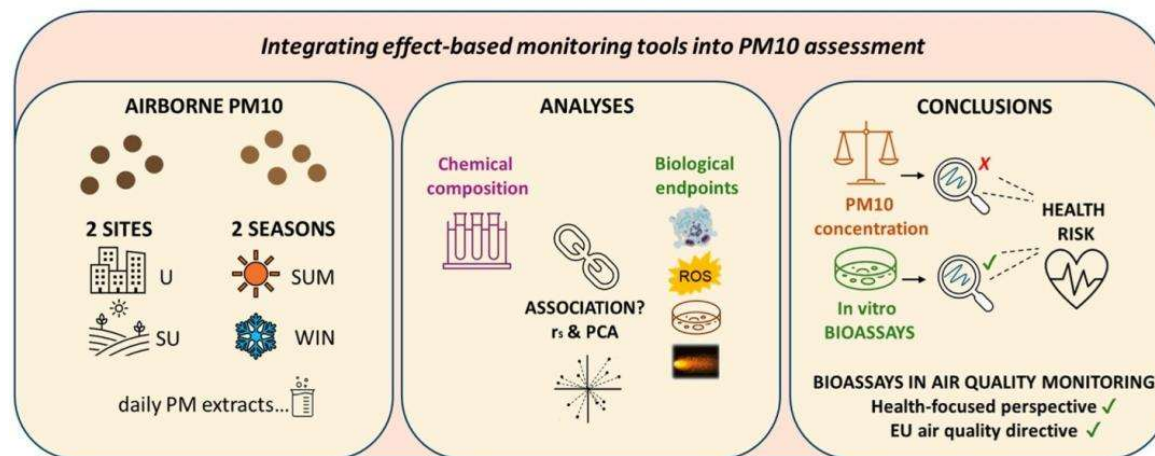 Integrating effect-based monitoring tools into PM10 assessment
AIRBORNE PM10
2 SITES
2 SEASONS
U
SUM
SU
WIN
daily PM extracts...
ANALYSES
Chemical
composition
Biological
endpoints
ROS
ASSOCIATION?
rs & PCA
CONCLUSIONS
X
PM10
concentration
HEALTH
RISK
✓
In vitro
BIOASSAYS
BIOASSAYS IN AIR QUALITY MONITORING
Health-focused perspective ✓
EU air quality directive ✓